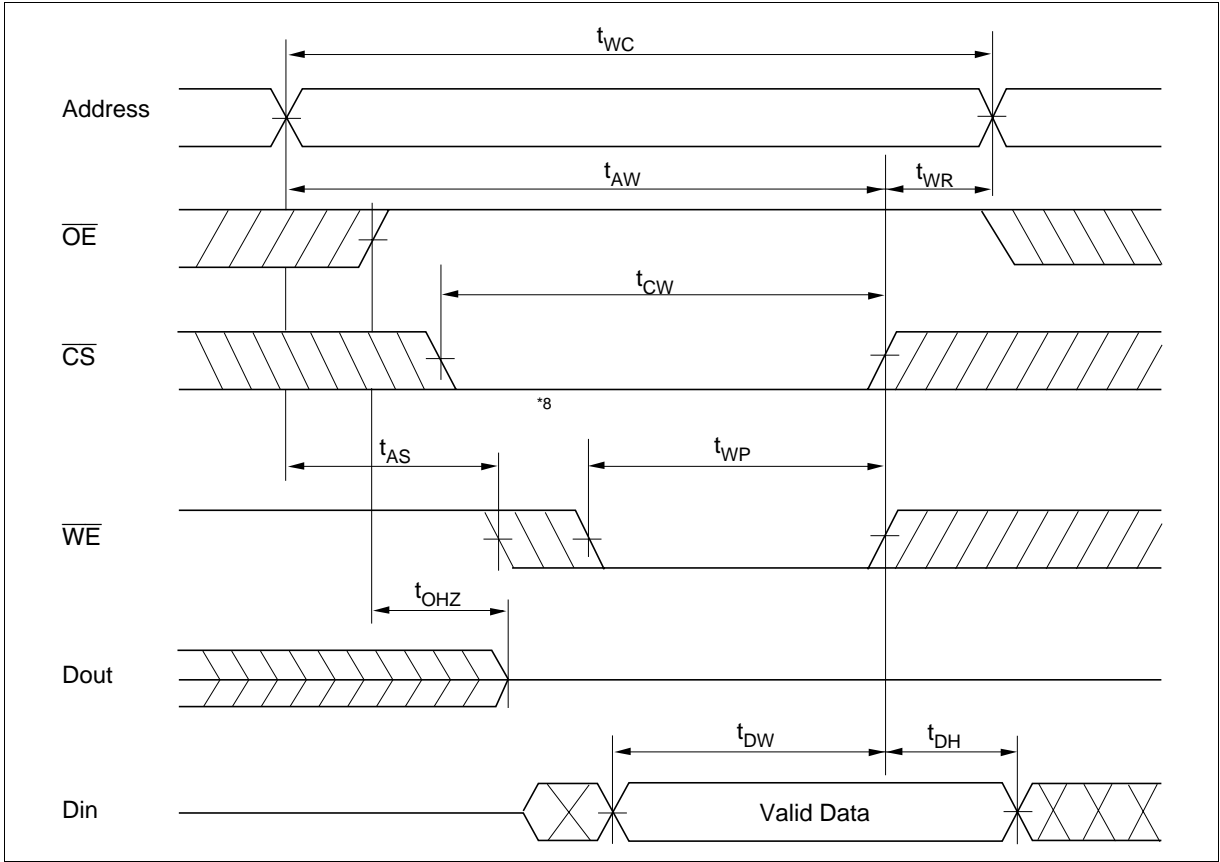 tWC
Address
tAW
tWR
OE
tCW
CS
*8
tAS
tWP
WE
tOHZ
Dout
tDW
tDH
Din
Valid Data